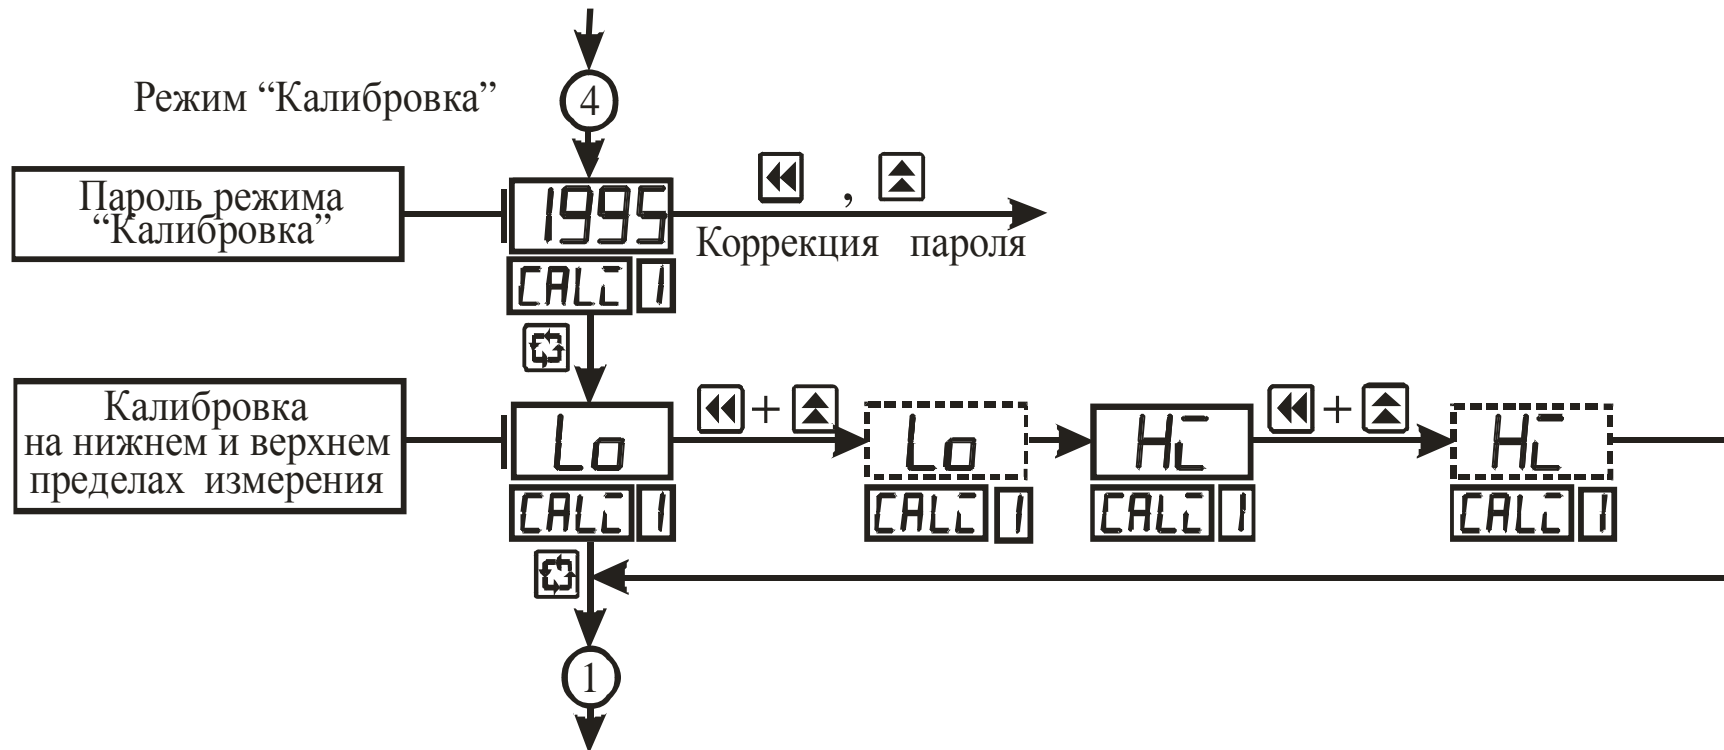 4
Режим “Калибровка”
Пароль режима
“Калибровка”
1995
,
Коррекция пароля
CALi 1
Калибровка
на нижнем и верхнем
пределах измерения
Lo
+
Lo
Hi
+
Hi
CALi 1
CALi 1
CALi 1
CALi 1
1